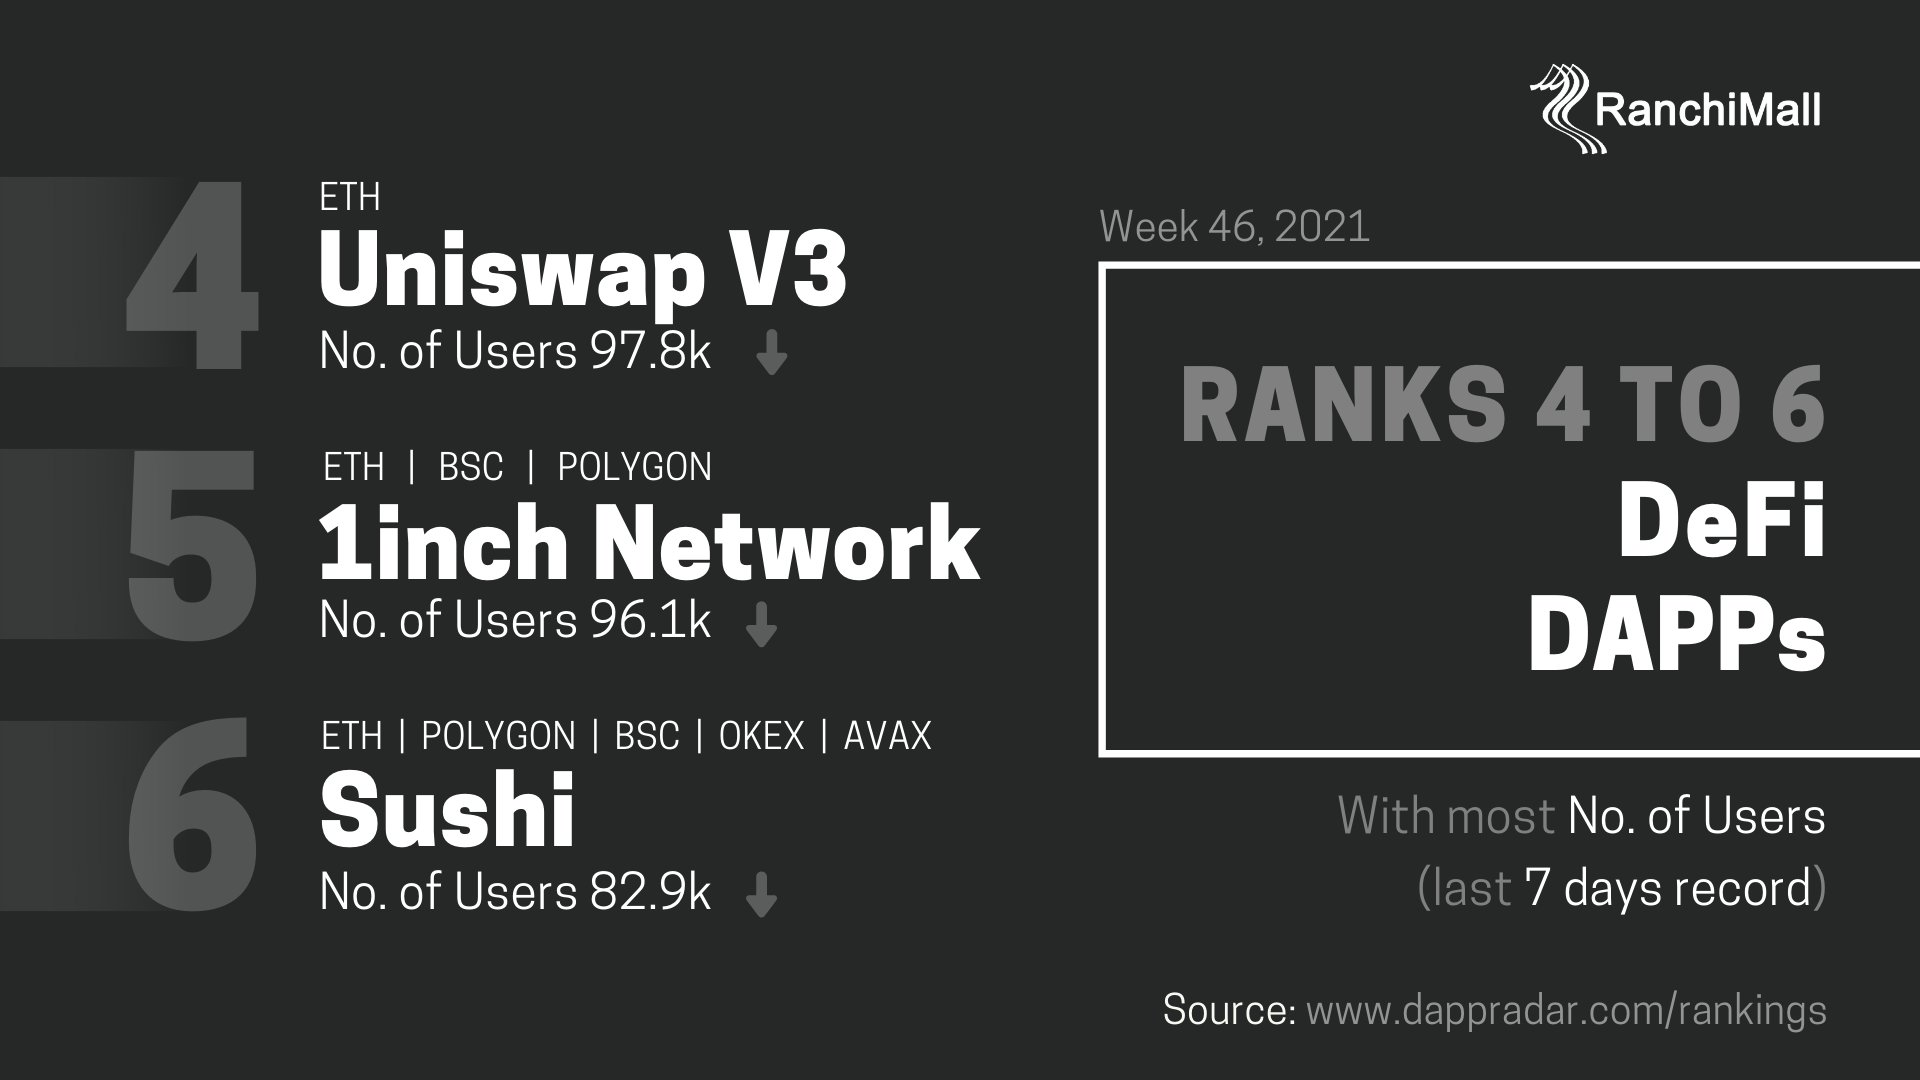 RanchiMall
4
ETH
Uniswap V3
No. of Users 97.8k
5
ETH | BSC | POLYGON
1inch Network
No. of Users 96.1k
6
ETH | POLYGON | BSC | OKEX | AVAX
Sushi
No. of Users 82.9k
Week 46, 2021
RANKS 4 TO 6
DeFi
DAPPs
With most No. of Users
(last 7 days record)
Source: www.dappradar.com/rankings